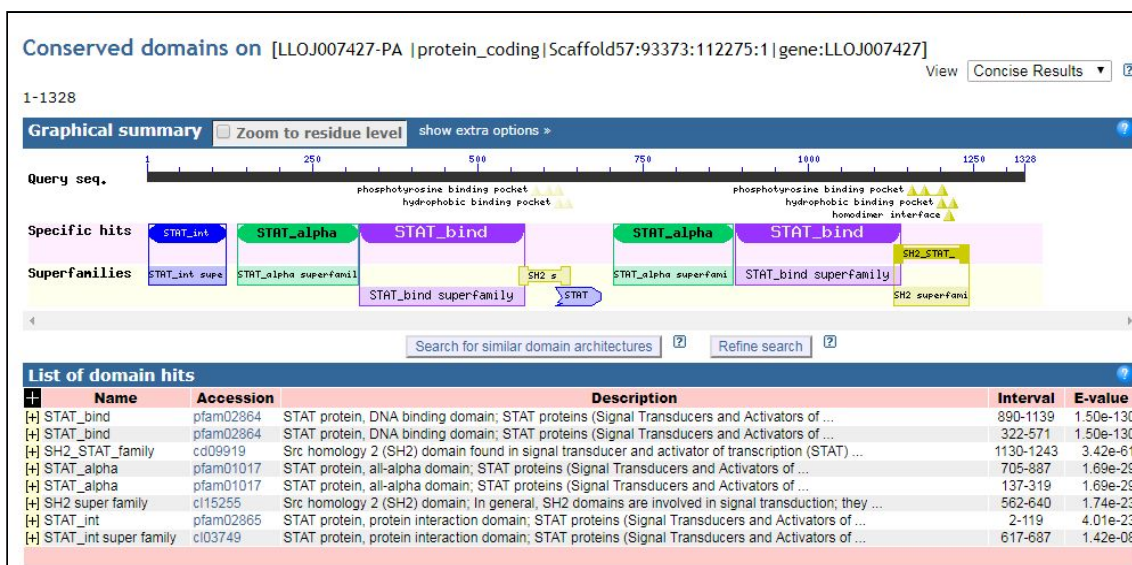 Conserved domains on [LLOJ007427-PA |protein_coding|Scaffold57:93373:112275:1|gene:LLOJ007427]
View Concise Results ▼ ?
1-1328
Graphical summary Zoom to residue level show extra options » ?
1 250 500 750 1000 1250 1328
Query seq.
phosphotyrosine binding pocket phosphotyrosine binding pocket
hydrophobic binding pocket hydrophobic binding pocket
homodimer interface
Specific hits STAT_int STAT_alpha STAT_bind STAT_alpha STAT_bind
SH2_STAT_
Superfamilies STAT_int supe STAT_alpha superfamil SH2 s STAT_alpha superfami STAT_bind superfamily
STAT_bind superfamily STAT SH2 superfami
Search for similar domain architectures ? Refine search ?
List of domain hits ?
+ Name Accession Description Interval E-value
[+] STAT_bind pfam02864 STAT protein, DNA binding domain; STAT proteins (Signal Transducers and Activators of ... 890-1139 1.50e-130
[+] STAT_bind pfam02864 STAT protein, DNA binding domain; STAT proteins (Signal Transducers and Activators of ... 322-571 1.50e-130
[+] SH2_STAT_family cd09919 Src homology 2 (SH2) domain found in signal transducer and activator of transcription (STAT) ... 1130-1243 3.42e-61
[+] STAT_alpha pfam01017 STAT protein, all-alpha domain; STAT proteins (Signal Transducers and Activators of ... 705-887 1.69e-29
[+] STAT_alpha pfam01017 STAT protein, all-alpha domain; STAT proteins (Signal Transducers and Activators of ... 137-319 1.69e-29
[+] SH2 super family cl15255 Src homology 2 (SH2) domain; In general, SH2 domains are involved in signal transduction; they ... 562-640 1.74e-23
[+] STAT_int pfam02865 STAT protein, protein interaction domain; STAT proteins (Signal Transducers and Activators of ... 2-119 4.01e-23
[+] STAT_int super family cl03749 STAT protein, protein interaction domain; STAT proteins (Signal Transducers and Activators of ... 617-687 1.42e-08